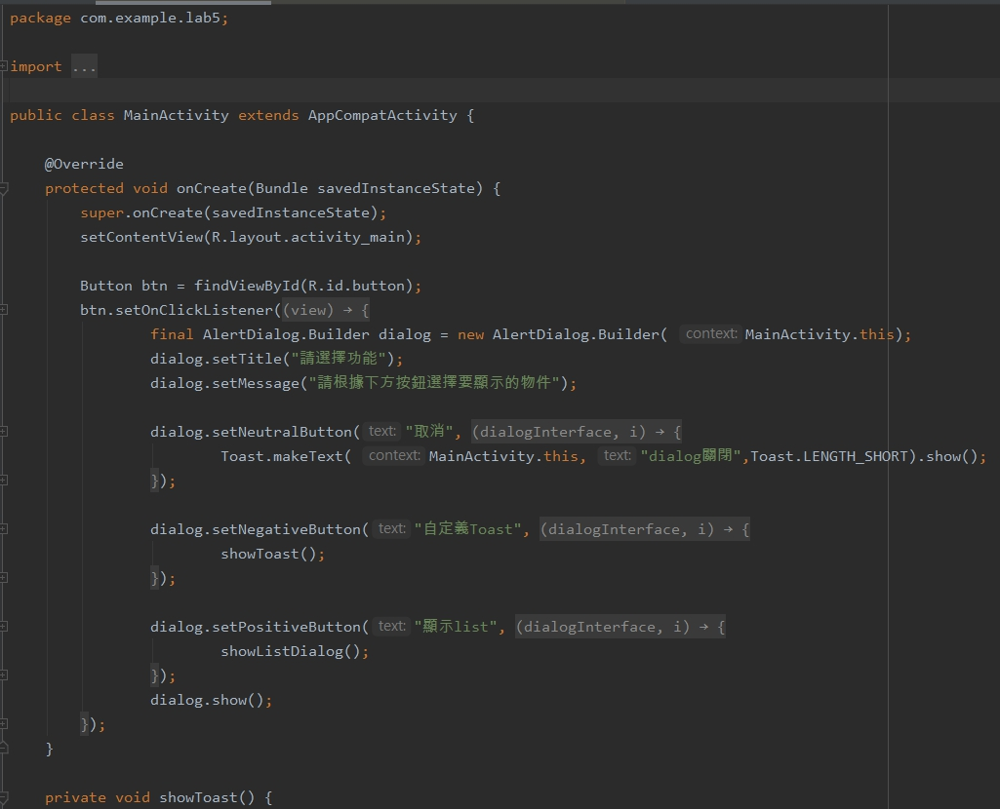 package com.example.lab5;
import ...
public class MainActivity extends AppCompatActivity {
@Override
protected void onCreate(Bundle savedInstanceState) {
super.onCreate(savedInstanceState);
setContentView(R.layout.activity_main);
Button btn = findViewById(R.id.button);
btn.setOnClickListener((view) → {
final AlertDialog.Builder dialog = new AlertDialog.Builder( context: MainActivity.this);
dialog.setTitle("請選擇功能");
dialog.setMessage("請根據下方按鈕選擇要顯示的物件");
dialog.setNeutralButton( text: "取消", (dialogInterface, i) → {
Toast.makeText( context: MainActivity.this, text: "dialog關閉",Toast.LENGTH_SHORT).show();
});
dialog.setNegativeButton( text: "自定義Toast", (dialogInterface, i) → {
showToast();
});
dialog.setPositiveButton( text: "顯示list", (dialogInterface, i) → {
showListDialog();
});
dialog.show();
});
}
private void showToast() {